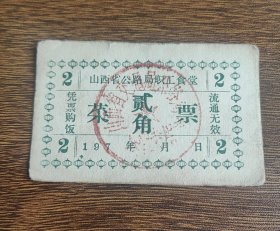 2 山西省公路局职工食堂 2
凭票购饭
菜 贰角 票
流通无效
2 197 年 月 日 2